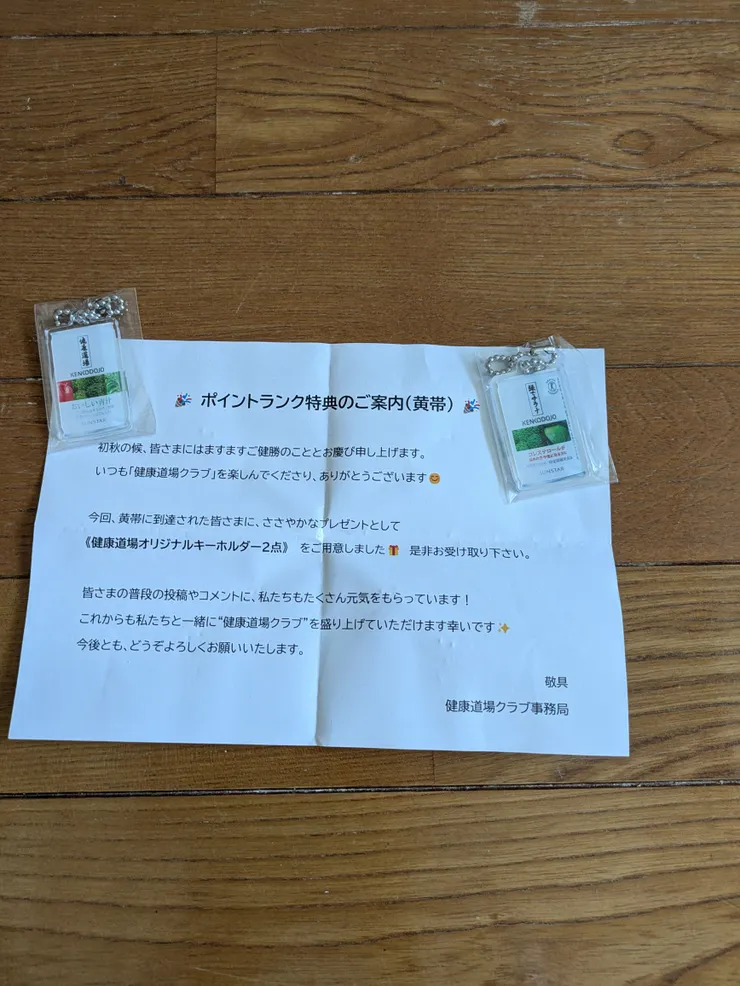 健康道場
KENKODOJO
おいしい青汁
SUNSTAR
緑でサラナ
KENKODOJO
コレステロール
SUNSTAR
🎉 ポイントランク特典のご案内(黄帯) 🎉
初秋の候、皆さまにはますますご健勝のこととお慶び申し上げます。
いつも「健康道場クラブ」を楽しんでくださり、ありがとうございます😊
今回、黄帯に到達された皆さまに、ささやかなプレゼントとして
《健康道場オリジナルキーホルダー2点》 をご用意しました🎁 是非お受け取り下さい。
皆さまの普段の投稿やコメントに、私たちもたくさん元気をもらっています!
これからも私たちと一緒に“健康道場クラブ”を盛り上げていただけます幸いです✨
今後とも、どうぞよろしくお願いいたします。
敬具
健康道場クラブ事務局